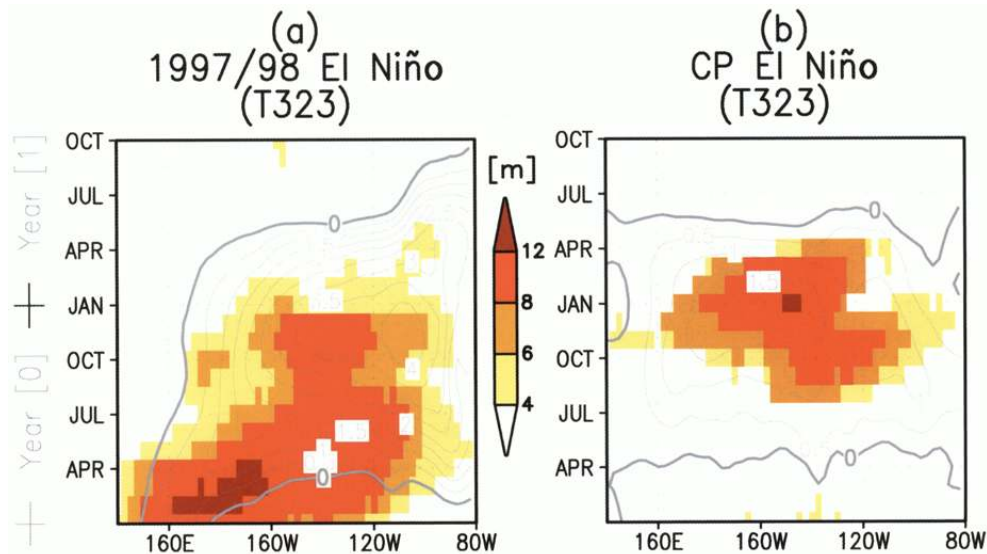 (a)
1997/98 El Niño
(T323)
(b)
CP El Niño
(T323)
Year [0] + Year [1]
OCT
JUL
APR
JAN
OCT
JUL
APR
0
0
160E
160W
120W
80W
[m]
12
8
6
4
OCT
JUL
APR
JAN
OCT
JUL
APR
0
0
160E
160W
120W
80W